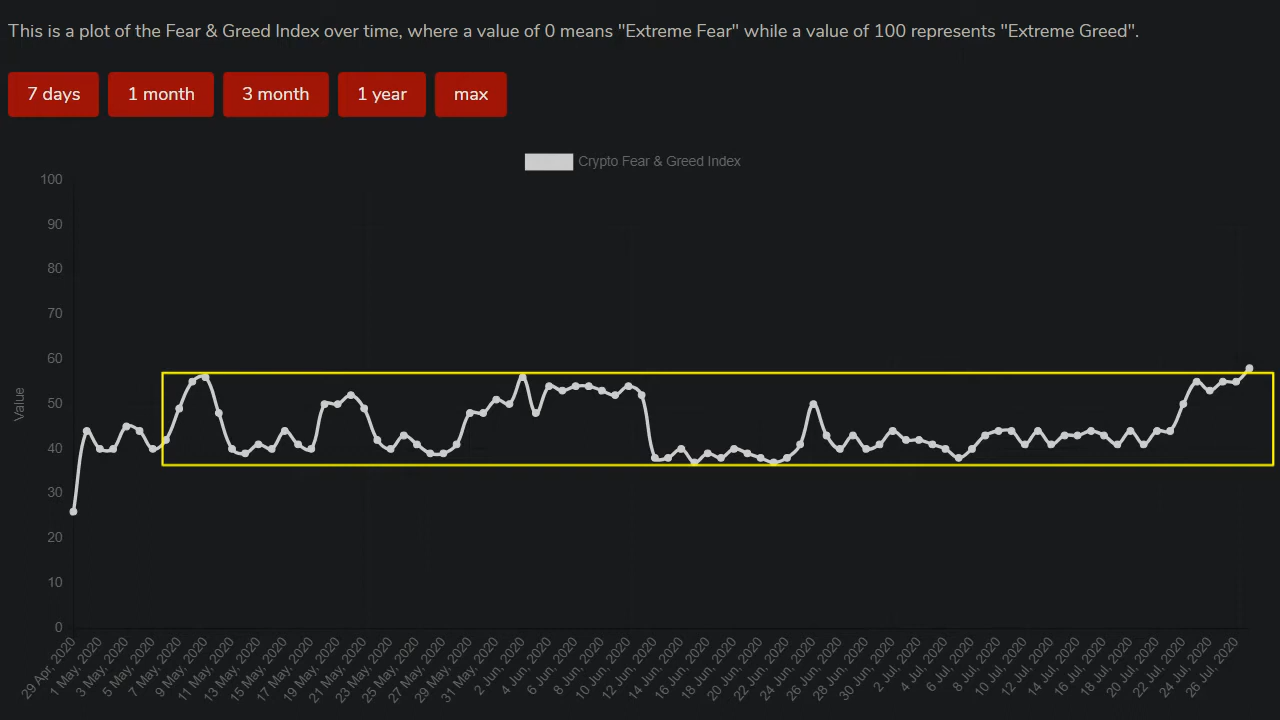 This is a plot of the Fear & Greed Index over time, where a value of 0 means "Extreme Fear" while a value of 100 represents "Extreme Greed".
7 days 1 month 3 month 1 year max
Crypto Fear & Greed Index
100
90
80
70
60
50
40
30
20
10
0
Value
29 Apr, 2020
1 May, 2020
3 May, 2020
5 May, 2020
7 May, 2020
9 May, 2020
11 May, 2020
13 May, 2020
15 May, 2020
17 May, 2020
19 May, 2020
21 May, 2020
23 May, 2020
25 May, 2020
27 May, 2020
29 May, 2020
31 May, 2020
2 Jun, 2020
4 Jun, 2020
6 Jun, 2020
8 Jun, 2020
10 Jun, 2020
12 Jun, 2020
14 Jun, 2020
16 Jun, 2020
18 Jun, 2020
20 Jun, 2020
22 Jun, 2020
24 Jun, 2020
26 Jun, 2020
28 Jun, 2020
30 Jun, 2020
2 Jul, 2020
4 Jul, 2020
6 Jul, 2020
8 Jul, 2020
10 Jul, 2020
12 Jul, 2020
14 Jul, 2020
16 Jul, 2020
18 Jul, 2020
20 Jul, 2020
22 Jul, 2020
24 Jul, 2020
26 Jul, 2020